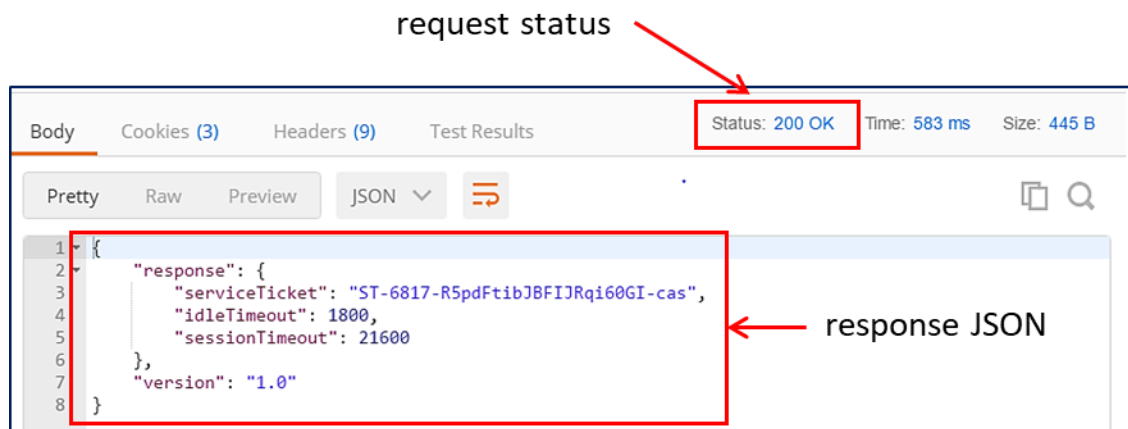 request status
Body Cookies (3) Headers (9) Test Results Status: 200 OK Time: 583 ms Size: 445 B
Pretty Raw Preview JSON
1 {
2 "response": {
3 "serviceTicket": "ST-6817-R5pdFtibJBFIJRqi60GI-cas",
4 "idleTimeout": 1800,
5 "sessionTimeout": 21600
6 },
7 "version": "1.0"
8 }
response JSON